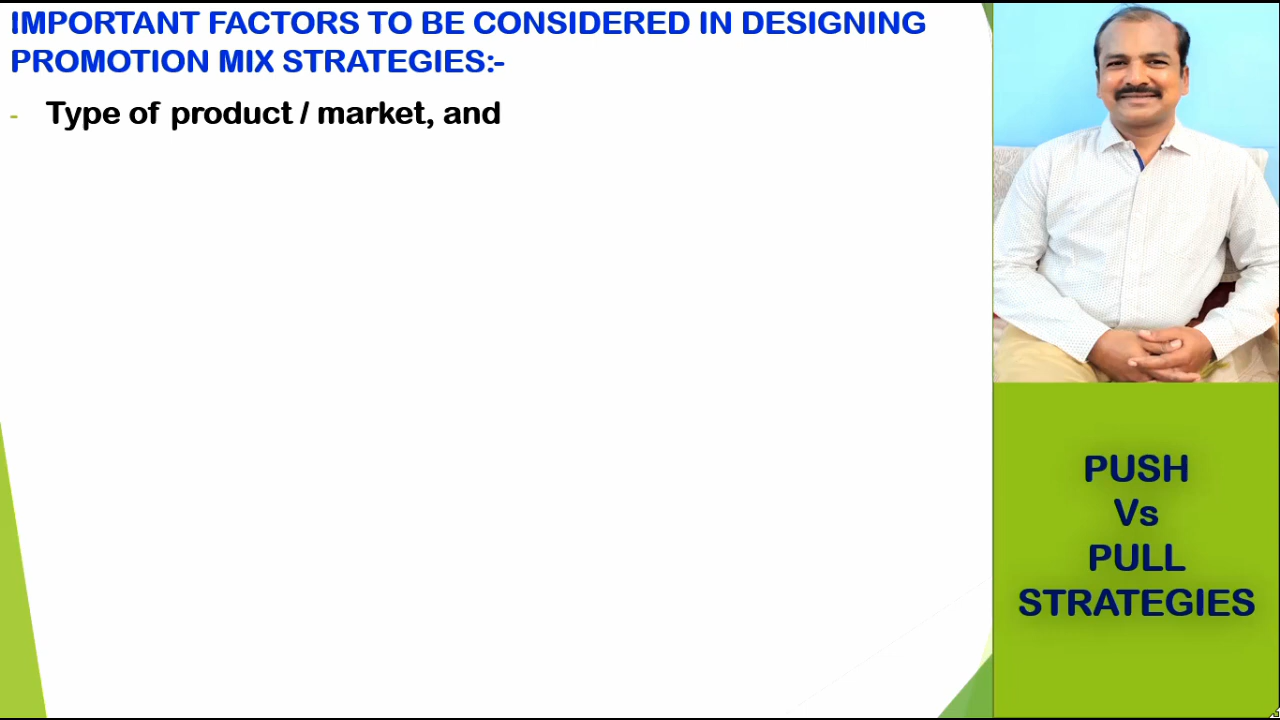 IMPORTANT FACTORS TO BE CONSIDERED IN DESIGNING
PROMOTION MIX STRATEGIES:-
- Type of product / market, and
PUSH
Vs
PULL
STRATEGIES